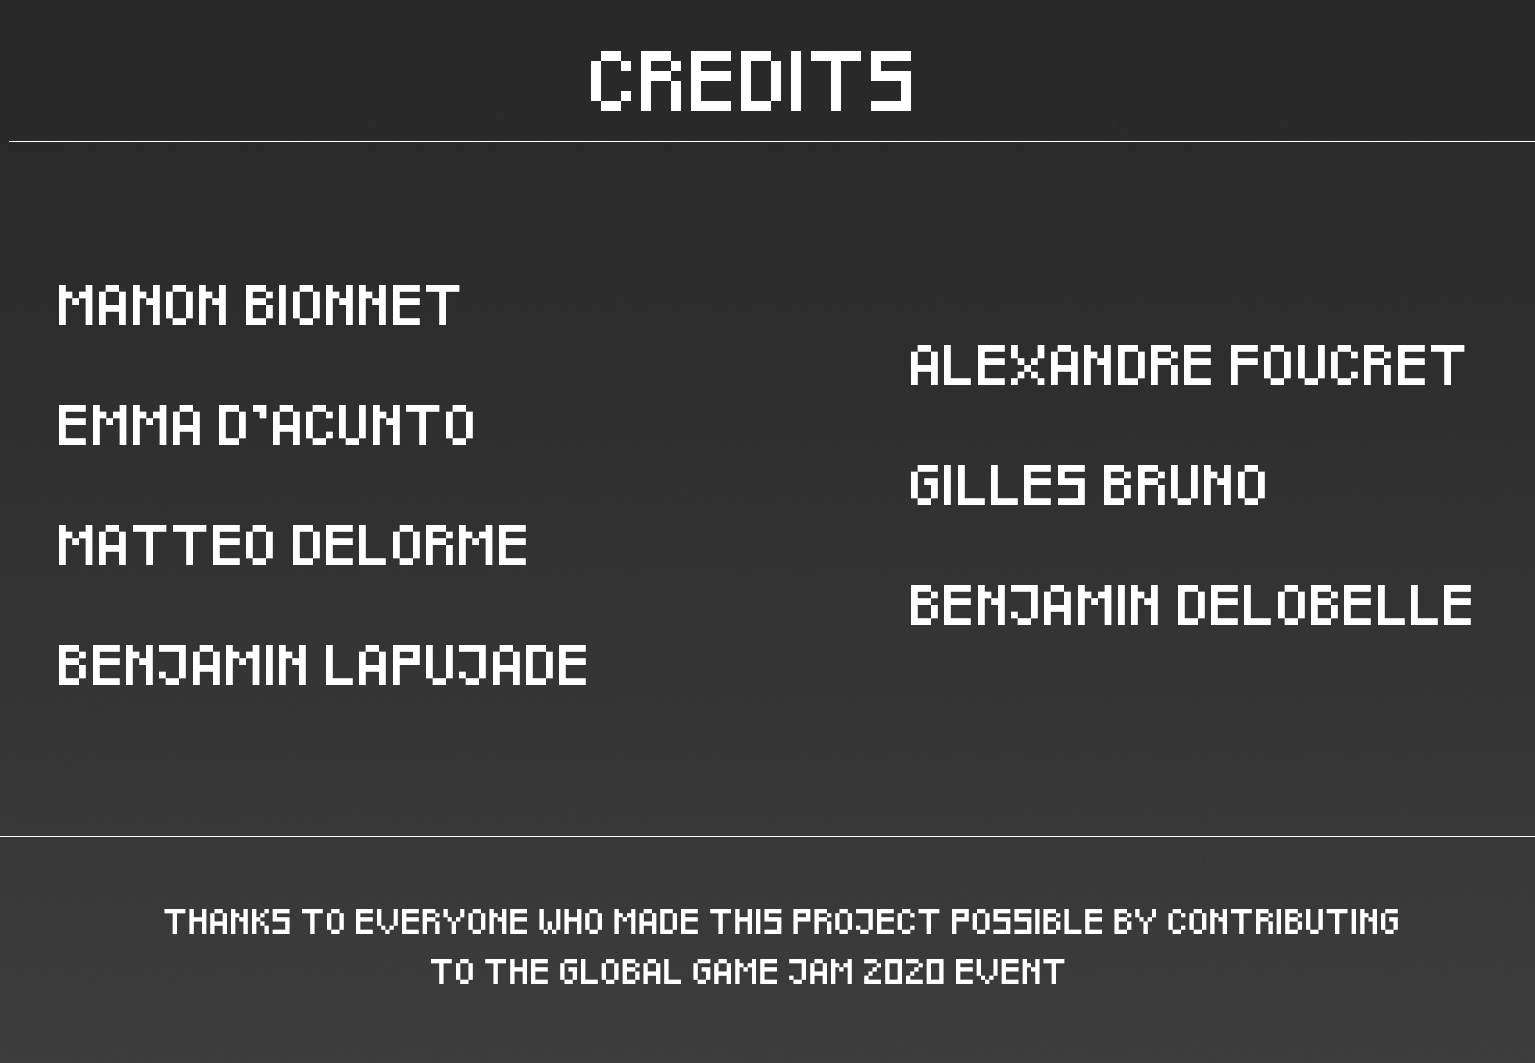 CREDITS
MANON BIONNET
EMMA D'ACUNTO
MATTEO DELORME
BENJAMIN LAPUJADE
ALEXANDRE FOUCRET
GILLES BRUNO
BENJAMIN DELOBELLE
THANKS TO EVERYONE WHO MADE THIS PROJECT POSSIBLE BY CONTRIBUTING
TO THE GLOBAL GAME JAM 2020 EVENT